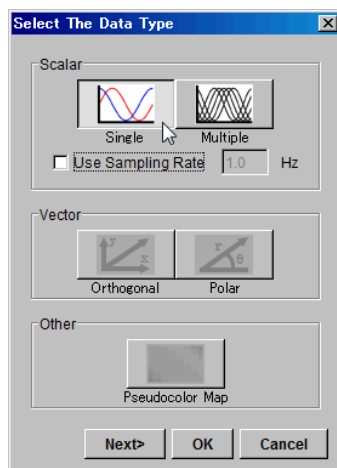 Select The Data Type
Scalar
Single Multiple
Use Sampling Rate 1.0 Hz
Vector
y x r θ
Orthogonal Polar
Other
Pseudocolor Map
Next> OK Cancel